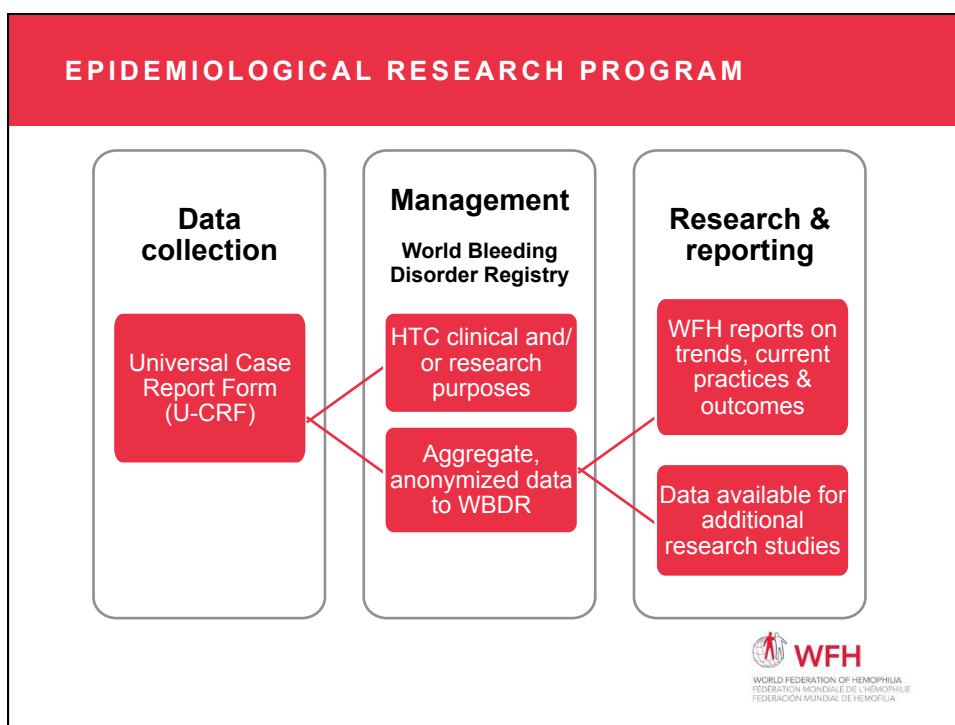 EPIDEMIOLOGICAL RESEARCH PROGRAM
Data
collection
Universal Case
Report Form
(U-CRF)
Management
World Bleeding
Disorder Registry
HTC clinical and/
or research
purposes
Aggregate,
anonymized data
to WBDR
Research &
reporting
WFH reports on
trends, current
practices &
outcomes
Data available for
additional
research studies
WFH
WORLD FEDERATION OF HEMOPHILIA
FÉDÉRATION MONDIALE DE L'HÉMOPHILIE
FEDERACIÓN MUNDIAL DE HEMOFILIA